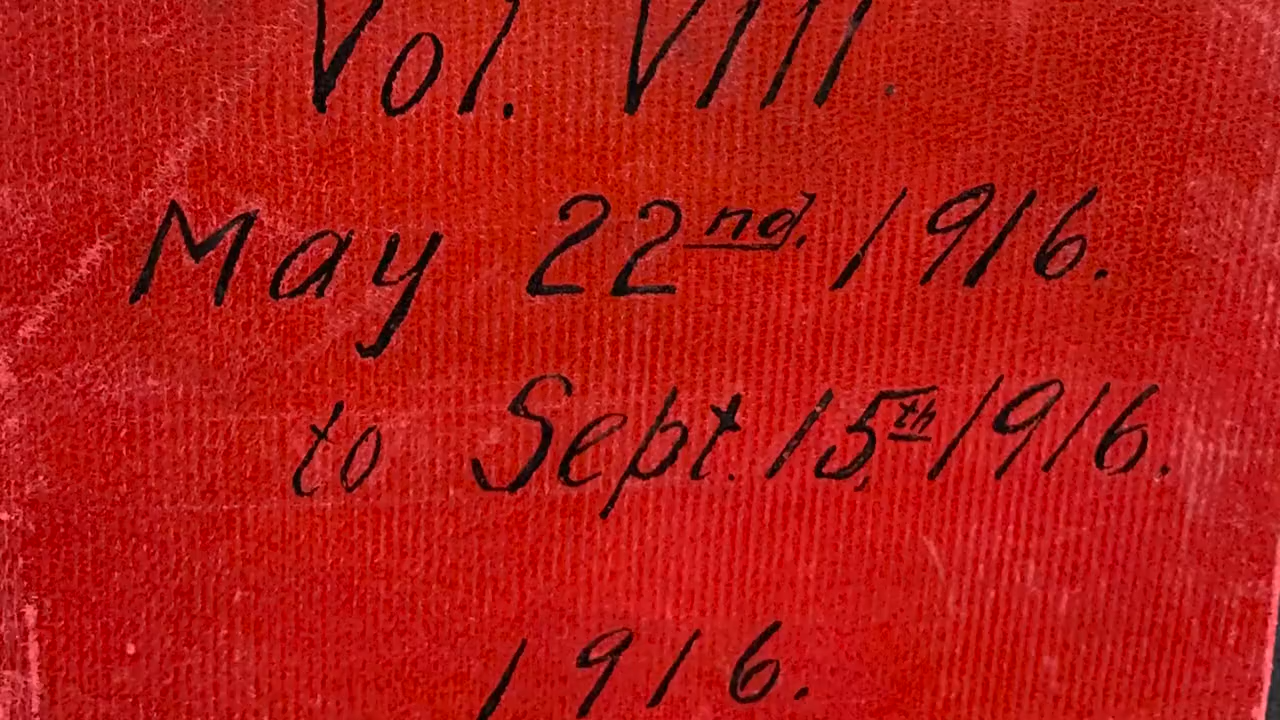 Vol. VIII.
May 22nd, 1916.
to Sept. 15th, 1916.
1916.